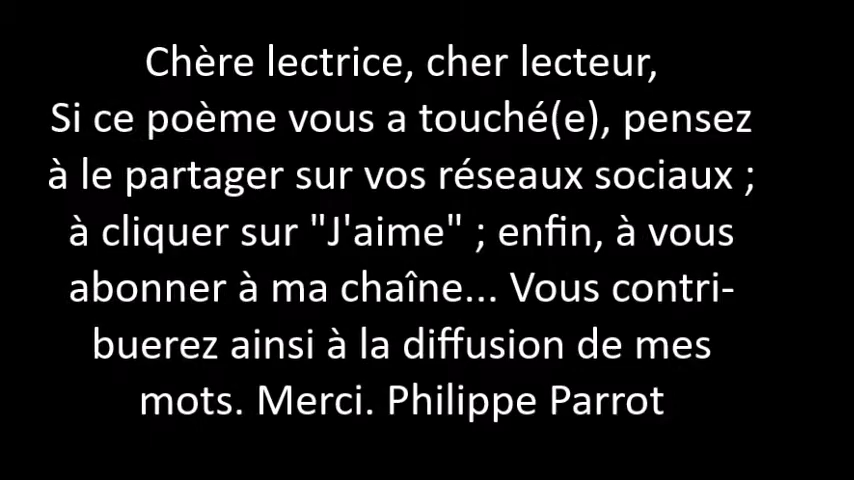 Chère lectrice, cher lecteur,
Si ce poème vous a touché(e), pensez
à le partager sur vos réseaux sociaux ;
à cliquer sur "J'aime" ; enfin, à vous
abonner à ma chaîne... Vous contri-
buerez ainsi à la diffusion de mes
mots. Merci. Philippe Parrot